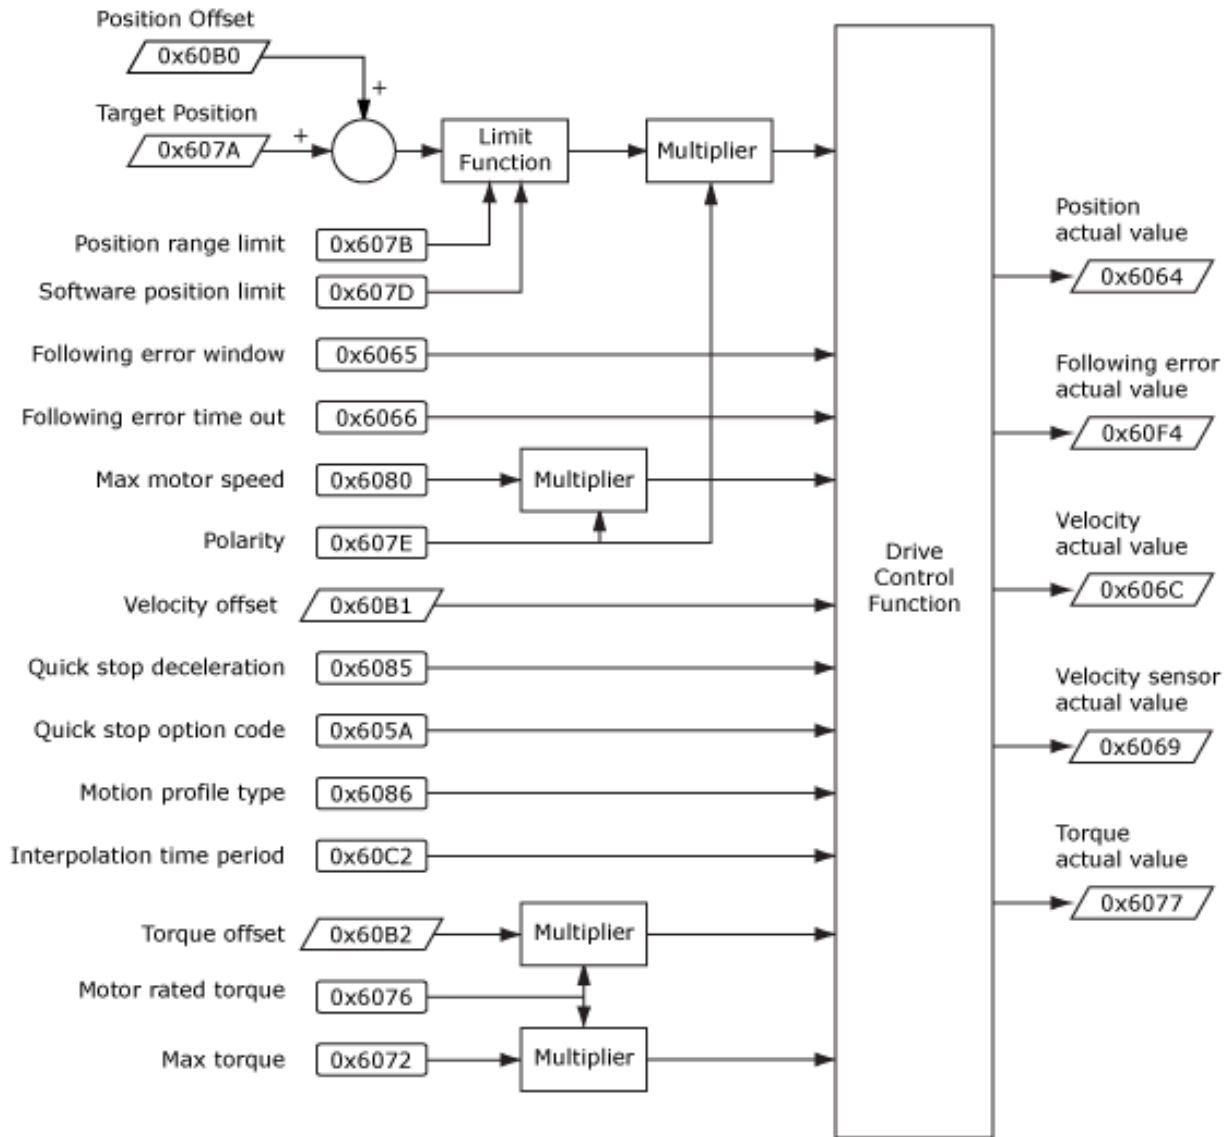 Position Offset
0x60B0
+
Target Position
+
0x607A
Limit
Function
Multiplier
Position range limit
0x607B
Software position limit
0x607D
Following error window
0x6065
Following error time out
0x6066
Max motor speed
0x6080
Multiplier
Polarity
0x607E
Velocity offset
0x60B1
Quick stop deceleration
0x6085
Quick stop option code
0x605A
Motion profile type
0x6086
Interpolation time period
0x60C2
Torque offset
0x60B2
Multiplier
Motor rated torque
0x6076
Max torque
0x6072
Multiplier
Drive
Control
Function
Position
actual value
0x6064
Following error
actual value
0x60F4
Velocity
actual value
0x606C
Velocity sensor
actual value
0x6069
Torque
actual value
0x6077